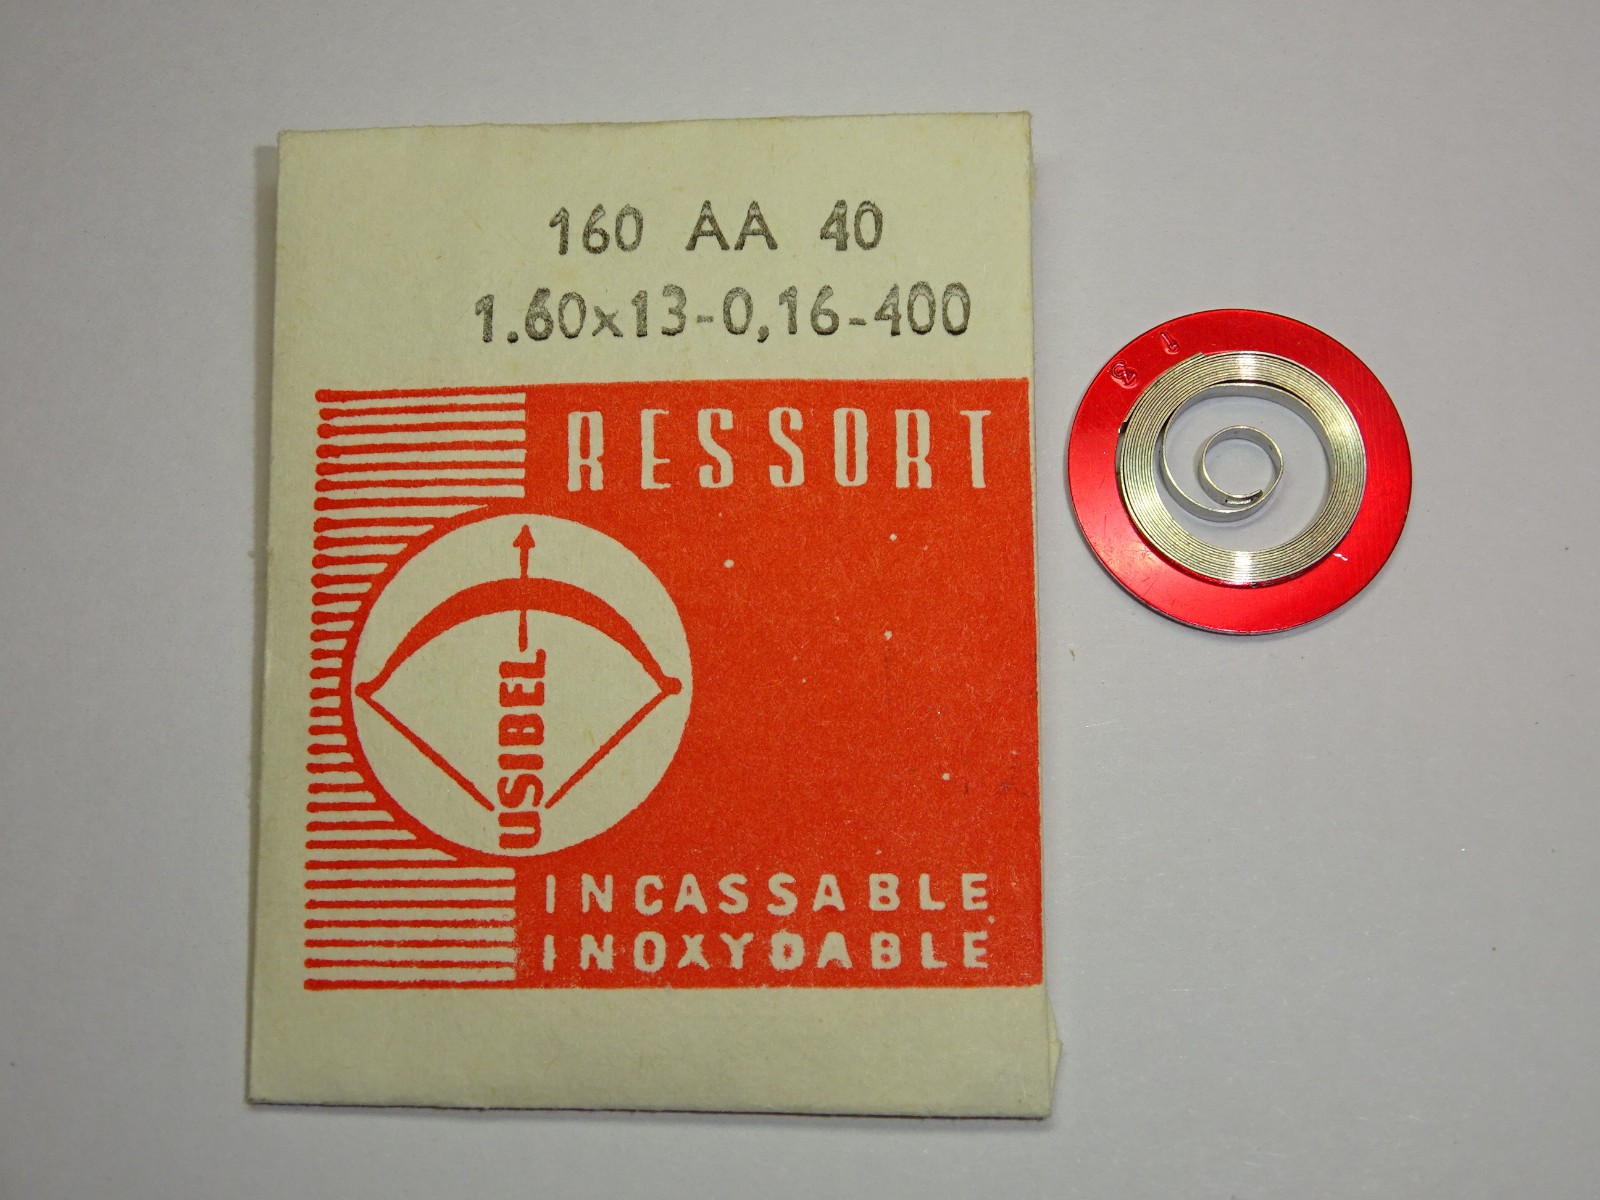 160 AA 40
1.60x13-0,16-400
RESSORT
USIBEL
INCASSABLE
INOXYDABLE